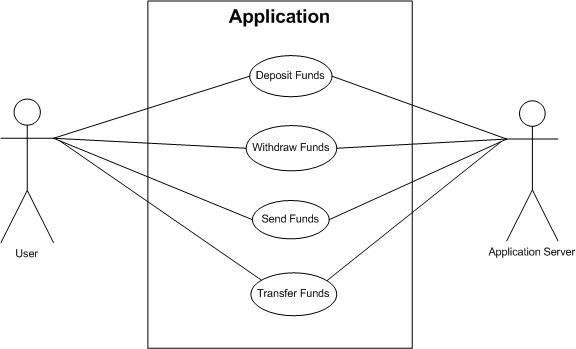 Application
Deposit Funds
Withdraw Funds
Send Funds
Transfer Funds
User
Application Server